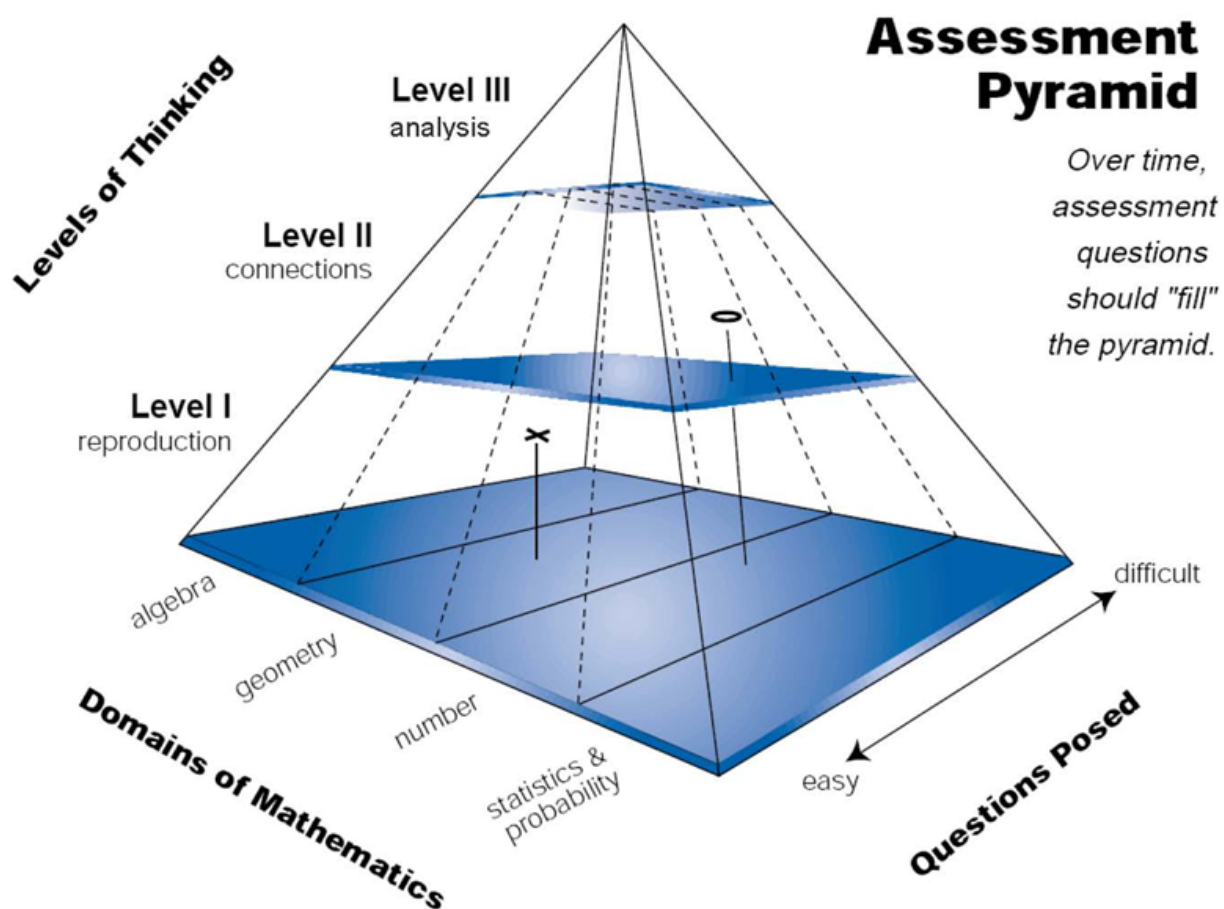 Assessment
Pyramid
Over time,
assessment
questions
should "fill"
the pyramid.
Levels of Thinking
Level III
analysis
Level II
connections
Level I
reproduction
algebra
geometry
number
statistics &
probability
Domains of Mathematics
difficult
easy
Questions Posed